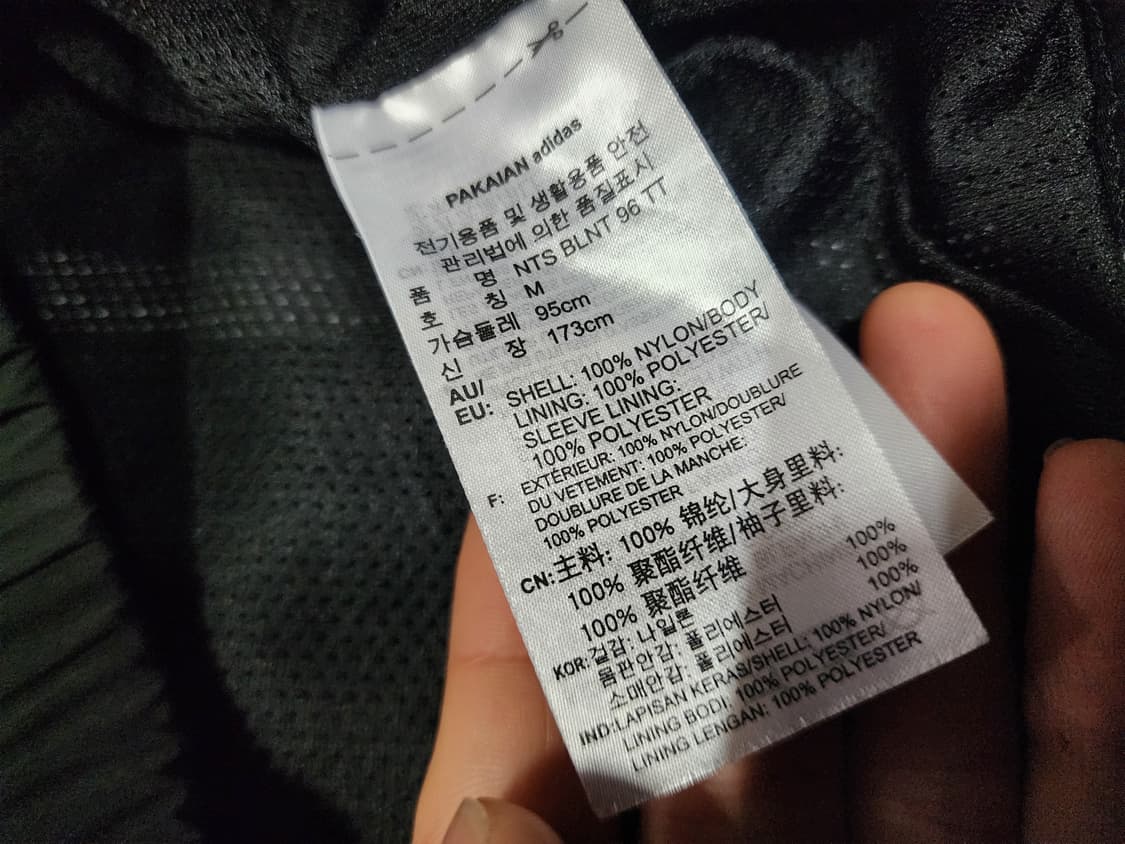 PAKAIAN adidas
전기용품 및 생활용품 안전
관리법에 의한 품질표시
품 명 NTS BLNT 96 TT
호 칭 M
가슴둘레 95cm
신 장 173cm
AU/
EU: SHELL: 100% NYLON/BODY
LINING: 100% POLYESTER/
SLEEVE LINING:
100% POLYESTER
F: EXTÉRIEUR: 100% NYLON/DOUBLURE
DU VETEMENT: 100% POLYESTER/
DOUBLURE DE LA MANCHE:
100% POLYESTER
CN: 主料: 100% 锦纶/大身里料:
100% 聚酯纤维/袖子里料:
100% 聚酯纤维
KOR: 겉감: 나일론 100%
몸판안감: 폴리에스터 100%
소매안감: 폴리에스터 100%
IND: LAPISAN KERAS/SHELL: 100% NYLON/
LINING BODI: 100% POLYESTER/
LINING LENGAN: 100% POLYESTER